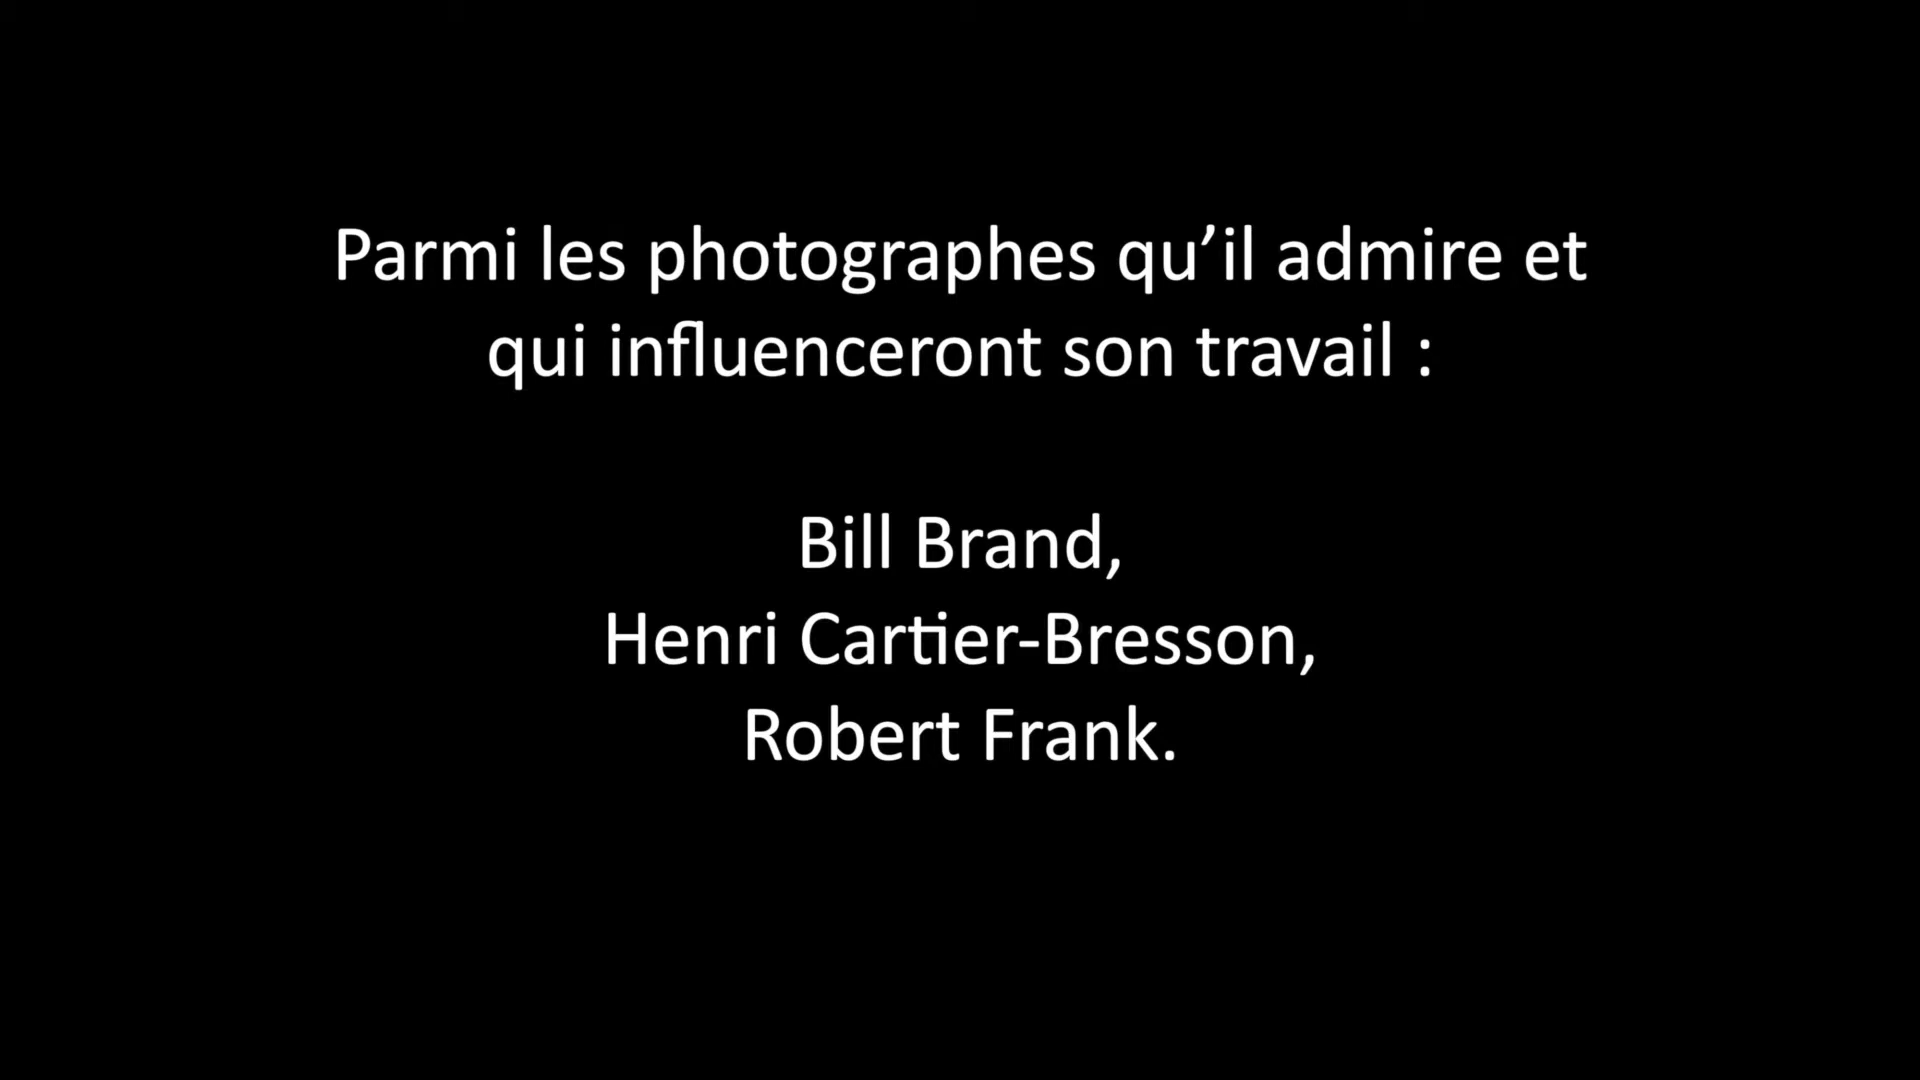 Parmi les photographes qu’il admire et
qui influenceront son travail :
Bill Brand,
Henri Cartier-Bresson,
Robert Frank.